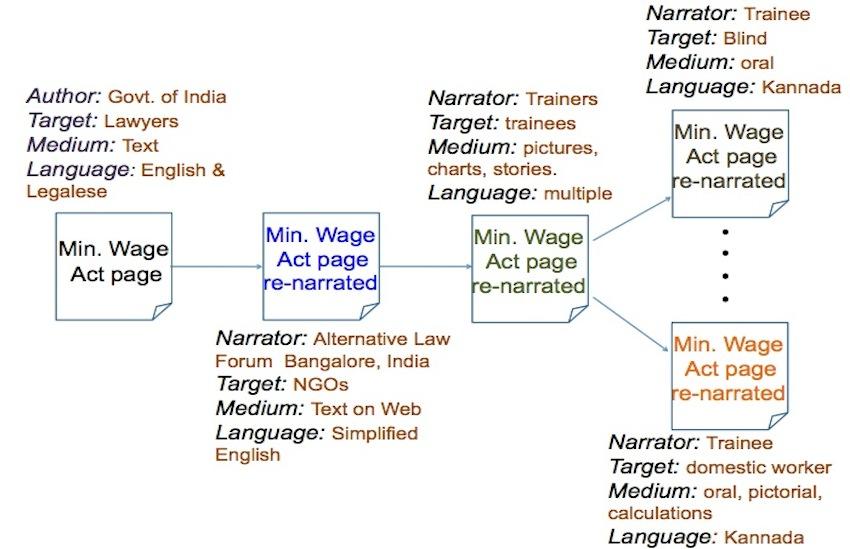 Author: Govt. of India
Target: Lawyers
Medium: Text
Language: English &
Legalese
Min. Wage
Act page
Min. Wage
Act page
re-narrated
Narrator: Alternative Law
Forum Bangalore, India
Target: NGOs
Medium: Text on Web
Language: Simplified
English
Narrator: Trainers
Target: trainees
Medium: pictures,
charts, stories.
Language: multiple
Min. Wage
Act page
re-narrated
Narrator: Trainee
Target: Blind
Medium: oral
Language: Kannada
Min. Wage
Act page
re-narrated
Min. Wage
Act page
re-narrated
Narrator: Trainee
Target: domestic worker
Medium: oral, pictorial,
calculations
Language: Kannada